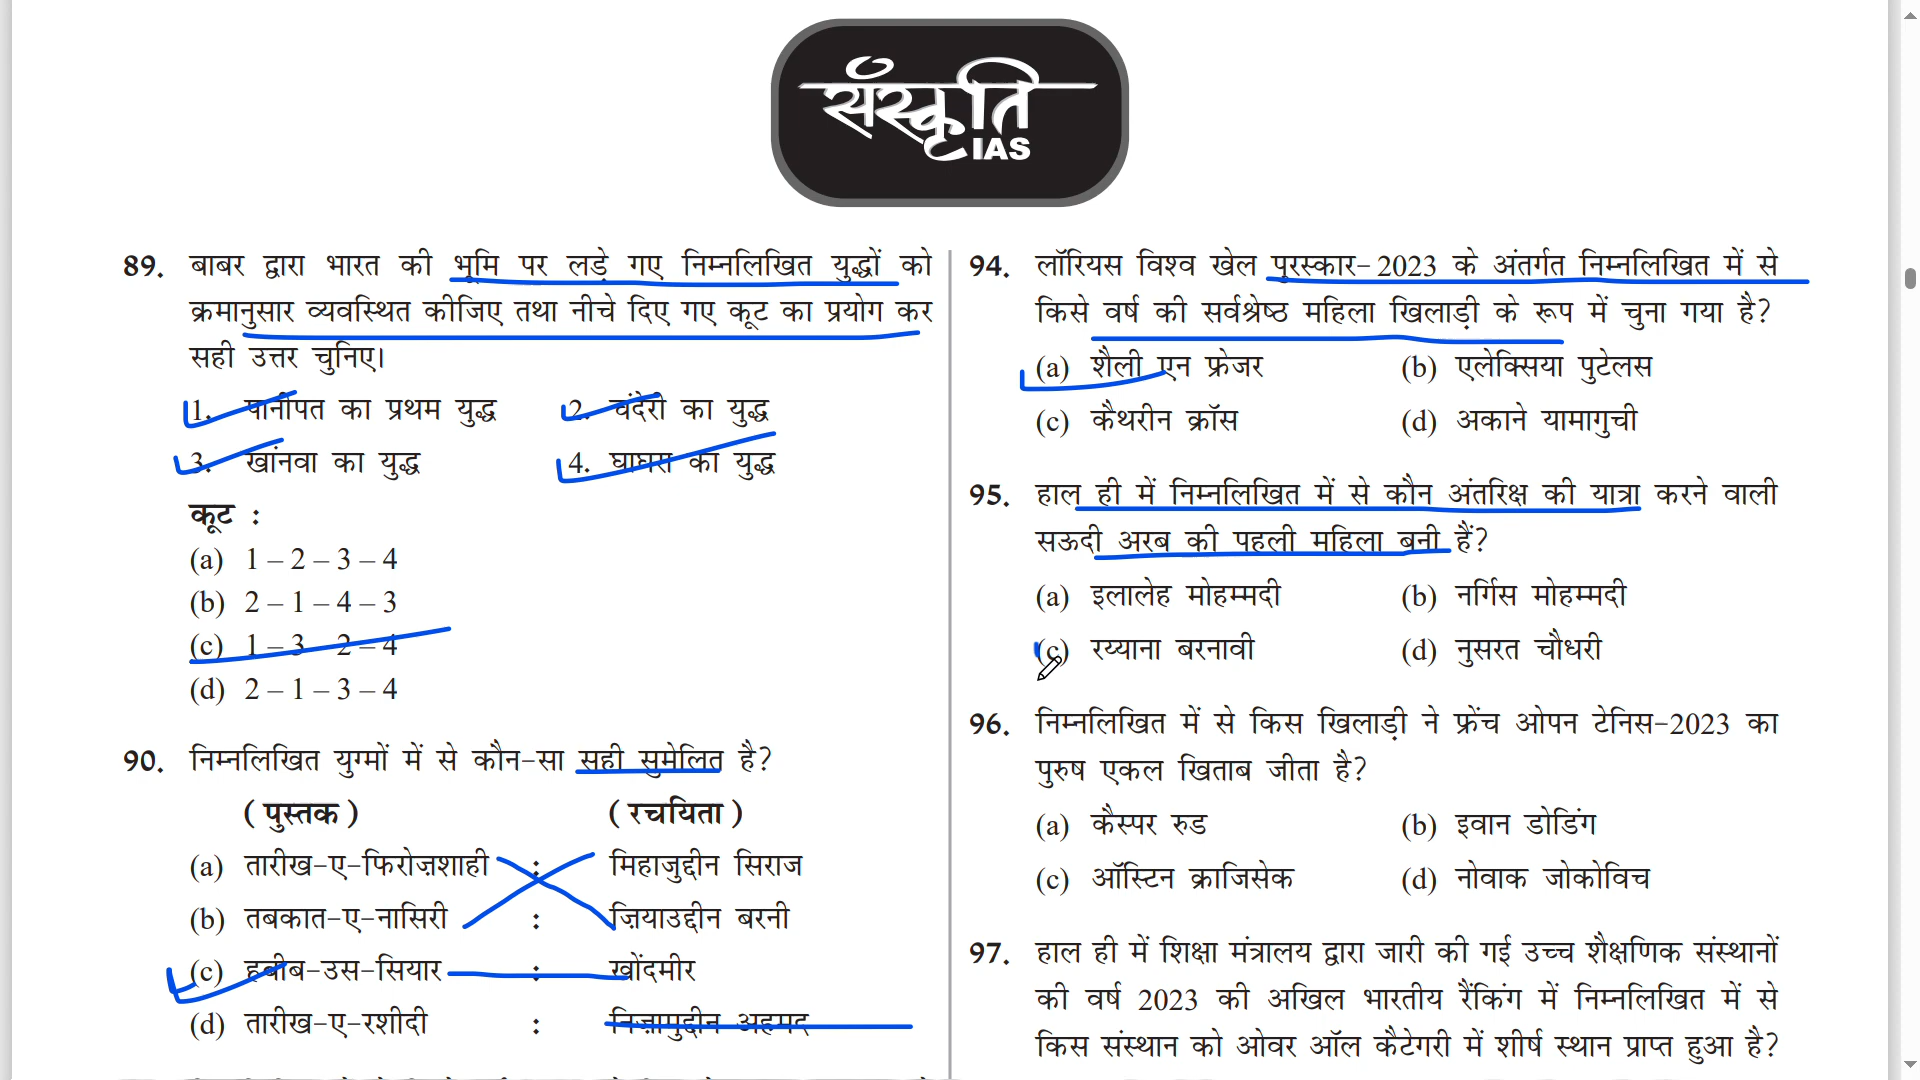 संस्कृति
IAS
89. बाबर द्वारा भारत की भूमि पर लड़े गए निम्नलिखित युद्धों को
क्रमानुसार व्यवस्थित कीजिए तथा नीचे दिए गए कूट का प्रयोग कर
सही उत्तर चुनिए।
1. पानीपत का प्रथम युद्ध 2. चंदेरी का युद्ध
3. खांनवा का युद्ध 4. घाघरा का युद्ध
कूट :
(a) 1 – 2 – 3 – 4
(b) 2 – 1 – 4 – 3
(c) 1 – 3 – 2 – 4
(d) 2 – 1 – 3 – 4
90. निम्नलिखित युग्मों में से कौन-सा सही सुमेलित है?
(पुस्तक) (रचयिता)
(a) तारीख-ए-फिरोज़शाही : मिहाजुद्दीन सिराज
(b) तबकात-ए-नासिरी : ज़ियाउद्दीन बरनी
(c) हबीब-उस-सियार : खोंदमीर
(d) तारीख-ए-रशीदी : निज़ामुद्दीन अहमद
94. लॉरियस विश्व खेल पुरस्कार-2023 के अंतर्गत निम्नलिखित में से
किसे वर्ष की सर्वश्रेष्ठ महिला खिलाड़ी के रूप में चुना गया है?
(a) शैली एन फ्रेजर (b) एलेक्सिया पुटेलस
(c) कैथरीन क्रॉस (d) अकाने यामागुची
95. हाल ही में निम्नलिखित में से कौन अंतरिक्ष की यात्रा करने वाली
सऊदी अरब की पहली महिला बनी हैं?
(a) इलालेह मोहम्मदी (b) नर्गिस मोहम्मदी
(c) रय्याना बरनावी (d) नुसरत चौधरी
96. निम्नलिखित में से किस खिलाड़ी ने फ्रेंच ओपन टेनिस-2023 का
पुरुष एकल खिताब जीता है?
(a) कैस्पर रुड (b) इवान डोडिंग
(c) ऑस्टिन क्राजिसेक (d) नोवाक जोकोविच
97. हाल ही में शिक्षा मंत्रालय द्वारा जारी की गई उच्च शैक्षणिक संस्थानों
की वर्ष 2023 की अखिल भारतीय रैंकिंग में निम्नलिखित में से
किस संस्थान को ओवर ऑल कैटेगरी में शीर्ष स्थान प्राप्त हुआ है?